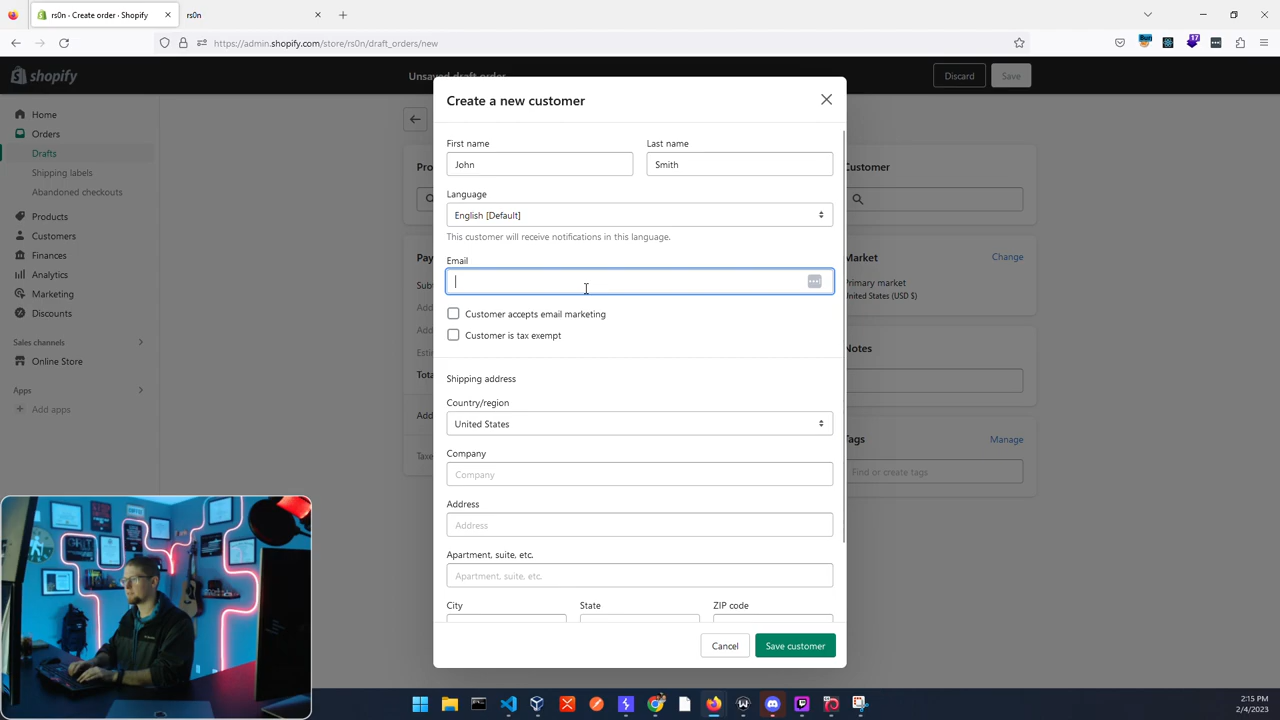 rs0n - Create order · Shopify
rs0n
https://admin.shopify.com/store/rs0n/draft_orders/new
17
shopify
Unsaved draft order
Discard
Save
Home
Orders
Drafts
Shipping labels
Abandoned checkouts
Products
Customers
Finances
Analytics
Marketing
Discounts
Sales channels
Online Store
Apps
Add apps
Create a new customer
First name
Last name
John
Smith
Language
English [Default]
This customer will receive notifications in this language.
Email
Customer accepts email marketing
Customer is tax exempt
Shipping address
Country/region
United States
Company
Company
Address
Address
Apartment, suite, etc.
Apartment, suite, etc.
City
State
ZIP code
Cancel
Save customer
Customer
Market
Change
Primary market
United States (USD $)
Notes
Tags
Manage
Find or create tags
2:15 PM
2/4/2023